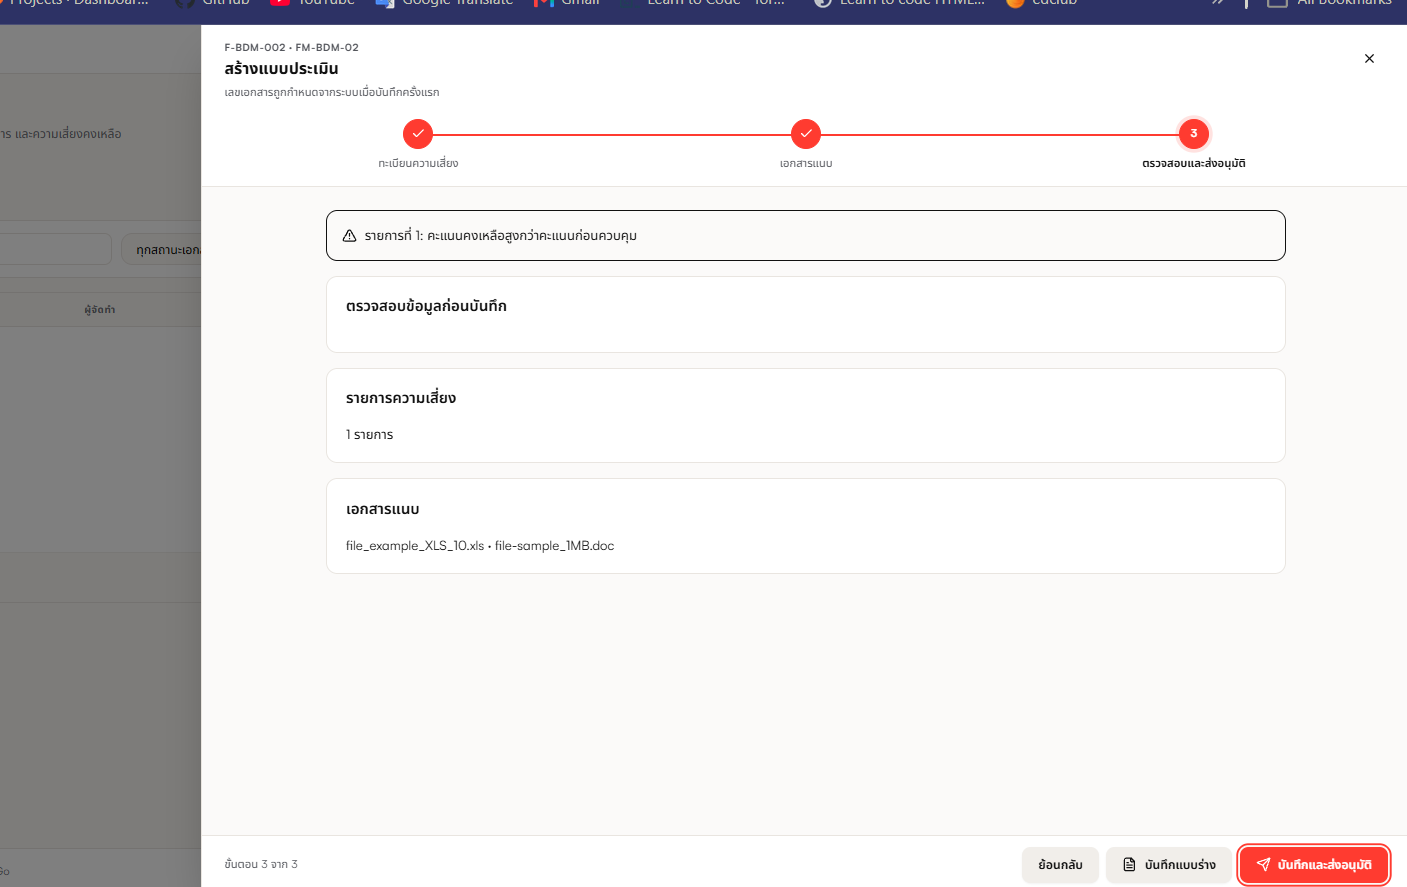 GitHub
YouTube
Google Translate
Gmail
All Bookmarks
F-BDM-002 • FM-BDM-02
สร้างแบบประเมิน
เลขเอกสารถูกกำหนดจากระบบเมื่อบันทึกครั้งแรก
และความเสี่ยงคงเหลือ
ทะเบียนความเสี่ยง
เอกสารแนบ
3
ตรวจสอบและส่งอนุมัติ
รายการที่ 1: คะแนนคงเหลือสูงกว่าคะแนนก่อนควบคุม
ทุกสถานะเอกส
ผู้จัดทำ
ตรวจสอบข้อมูลก่อนบันทึก
รายการความเสี่ยง
1 รายการ
เอกสารแนบ
file_example_XLS_10.xls • file-sample_1MB.doc
ขั้นตอน 3 จาก 3
ย้อนกลับ
บันทึกแบบร่าง
บันทึกและส่งอนุมัติ